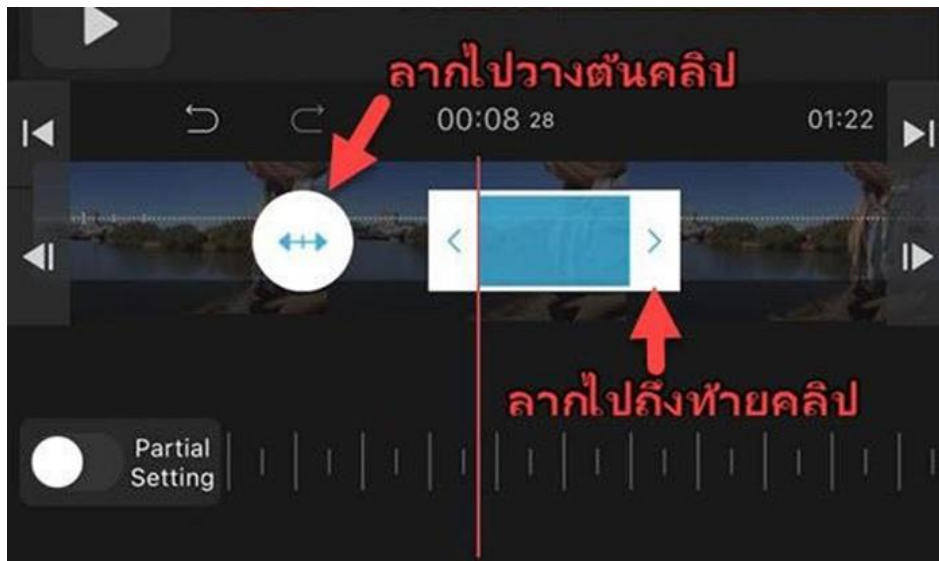 ลากไปวางต้นคลิป
00:08 28
01:22
ลากไปถึงท้ายคลิป
Partial
Setting